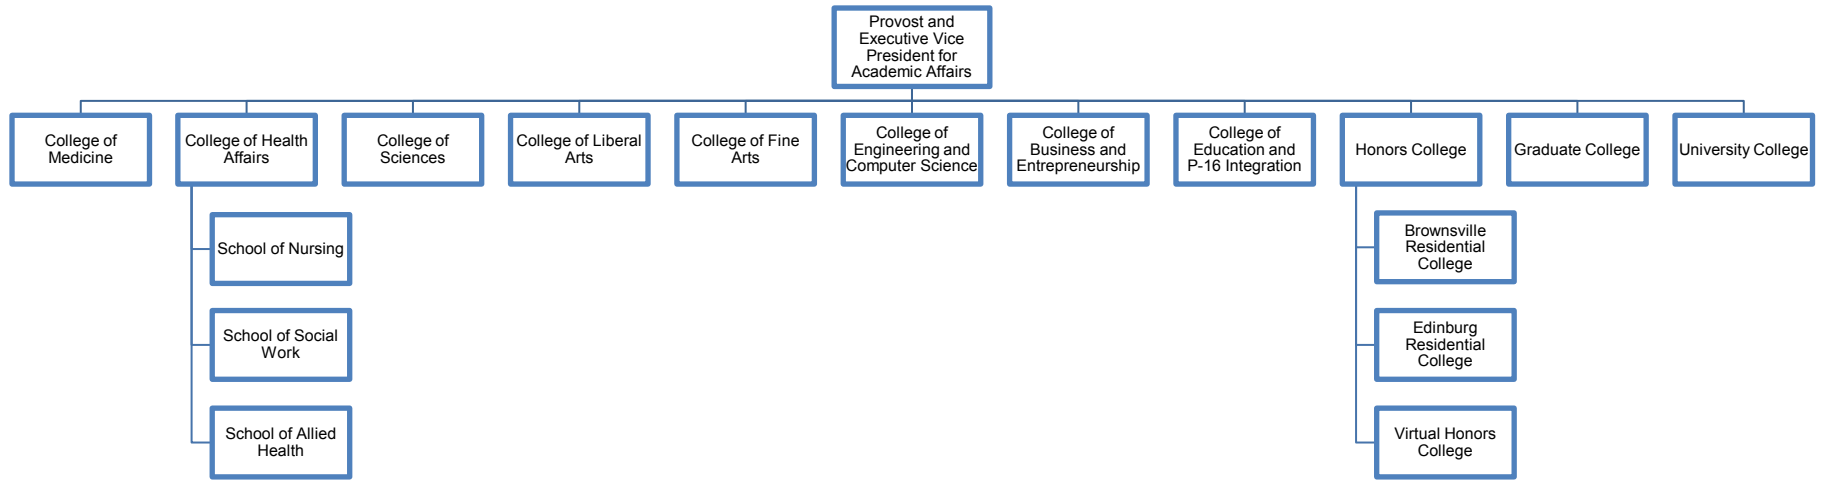 Provost and
Executive Vice
President for
Academic Affairs
College of
Medicine
College of Health
Affairs
College of
Sciences
College of Liberal
Arts
College of Fine
Arts
College of
Engineering and
Computer Science
College of
Business and
Entrepreneurship
College of
Education and
P-16 Integration
Honors College
Graduate College
University College
School of Nursing
School of Social
Work
School of Allied
Health
Brownsville
Residential
College
Edinburg
Residential
College
Virtual Honors
College